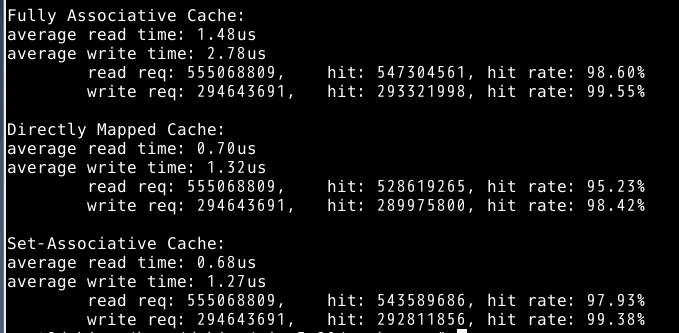 Fully Associative Cache:
average read time: 1.48us
average write time: 2.78us
read req: 555068809, hit: 547304561, hit rate: 98.60%
write req: 294643691, hit: 293321998, hit rate: 99.55%
Directly Mapped Cache:
average read time: 0.70us
average write time: 1.32us
read req: 555068809, hit: 528619265, hit rate: 95.23%
write req: 294643691, hit: 289975800, hit rate: 98.42%
Set-Associative Cache:
average read time: 0.68us
average write time: 1.27us
read req: 555068809, hit: 543589686, hit rate: 97.93%
write req: 294643691, hit: 292811856, hit rate: 99.38%